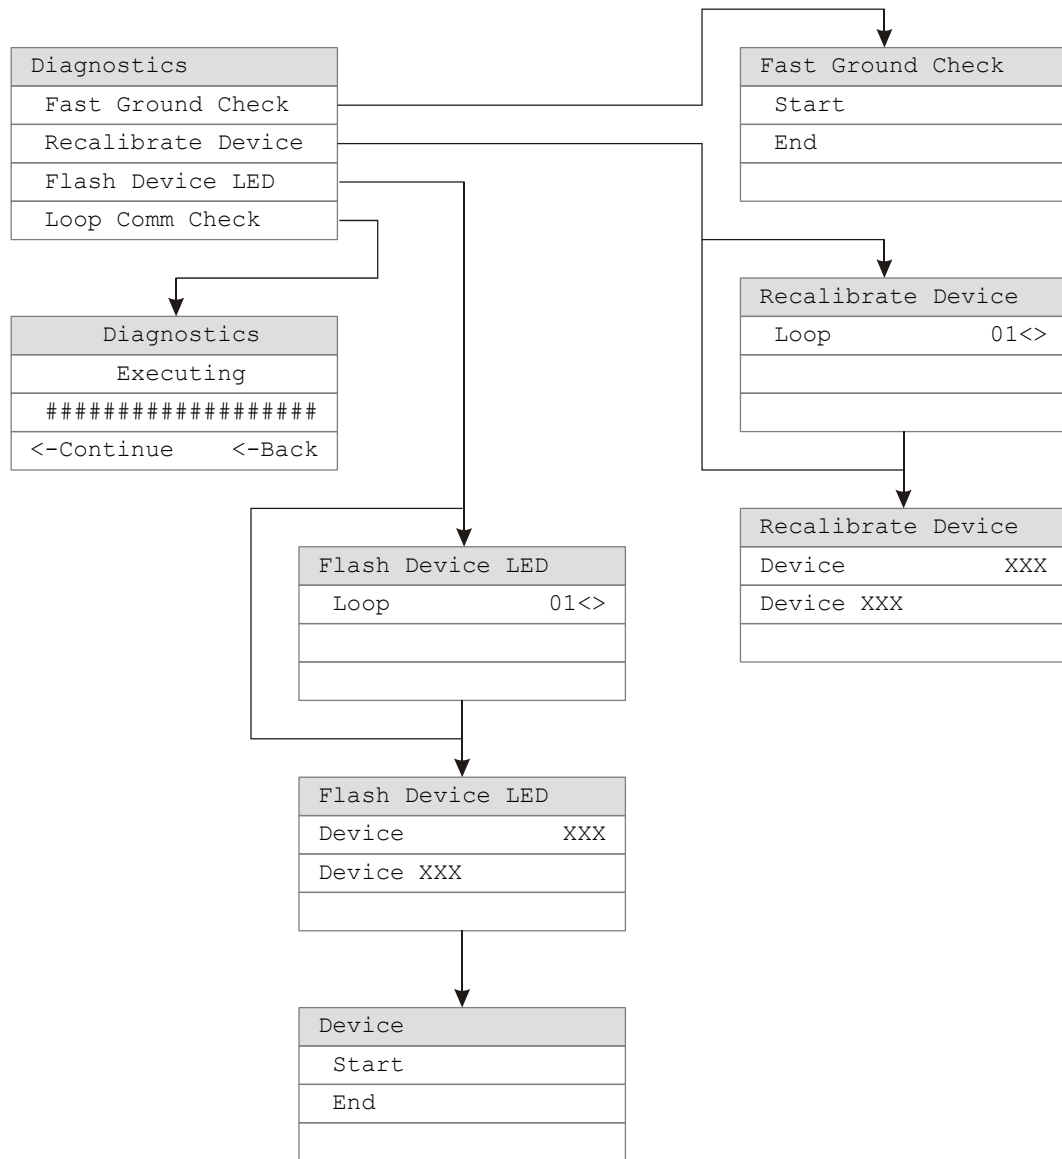 Diagnostics
Fast Ground Check
Recalibrate Device
Flash Device LED
Loop Comm Check
Fast Ground Check
Start
End
Diagnostics
Executing
###################
<-Continue <-Back
Recalibrate Device
Loop 01<>
Recalibrate Device
Device XXX
Device XXX
Flash Device LED
Loop 01<>
Flash Device LED
Device XXX
Device XXX
Device
Start
End